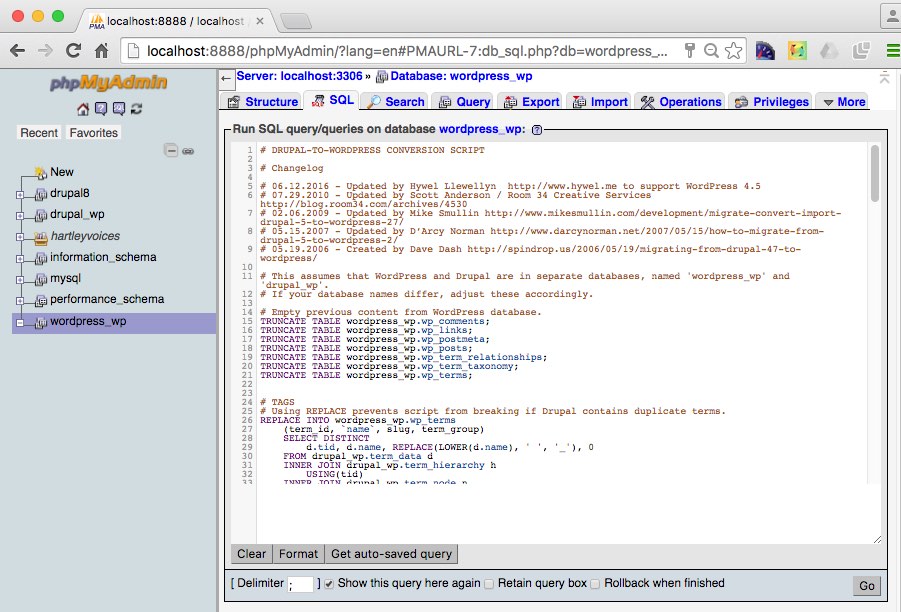 localhost:8888 / localhost
localhost:8888/phpMyAdmin/?lang=en#PMAURL-7:db_sql.php?db=wordpress_...
phpMyAdmin
Recent Favorites
New
drupal8
drupal_wp
hartleyvoices
information_schema
mysql
performance_schema
wordpress_wp
Server: localhost:3306 » Database: wordpress_wp
Structure SQL Search Query Export Import Operations Privileges More
Run SQL query/queries on database wordpress_wp:
1 # DRUPAL-TO-WORDPRESS CONVERSION SCRIPT
2
3 # Changelog
4
5 # 06.12.2016 - Updated by Hywel Llewellyn  http://www.hywel.me to support WordPress 4.5
6 # 07.29.2010 - Updated by Scott Anderson / Room 34 Creative Services
http://blog.room34.com/archives/4530
7 # 02.06.2009 - Updated by Mike Smullin http://www.mikesmullin.com/development/migrate-convert-import-
drupal-5-to-wordpress-27/
8 # 05.15.2007 - Updated by D'Arcy Norman http://www.darcynorman.net/2007/05/15/how-to-migrate-from-
drupal-5-to-wordpress-2/
9 # 05.19.2006 - Created by Dave Dash http://spindrop.us/2006/05/19/migrating-from-drupal-47-to-
wordpress/
10
11 # This assumes that WordPress and Drupal are in separate databases, named 'wordpress_wp' and
'drupal_wp'.
12 # If your database names differ, adjust these accordingly.
13
14 # Empty previous content from WordPress database.
15 TRUNCATE TABLE wordpress_wp.wp_comments;
16 TRUNCATE TABLE wordpress_wp.wp_links;
17 TRUNCATE TABLE wordpress_wp.wp_postmeta;
18 TRUNCATE TABLE wordpress_wp.wp_posts;
19 TRUNCATE TABLE wordpress_wp.wp_term_relationships;
20 TRUNCATE TABLE wordpress_wp.wp_term_taxonomy;
21 TRUNCATE TABLE wordpress_wp.wp_terms;
22
23
24 # TAGS
25 # Using REPLACE prevents script from breaking if Drupal contains duplicate terms.
26 REPLACE INTO wordpress_wp.wp_terms
27 (term_id, `name`, slug, term_group)
28 SELECT DISTINCT
29 d.tid, d.name, REPLACE(LOWER(d.name), ' ', '_'), 0
30 FROM drupal_wp.term_data d
31 INNER JOIN drupal_wp.term_hierarchy h
32 USING(tid)
33 INNER JOIN drupal_wp.term_node n
Clear Format Get auto-saved query
[ Delimiter ; ] Show this query here again Retain query box Rollback when finished Go